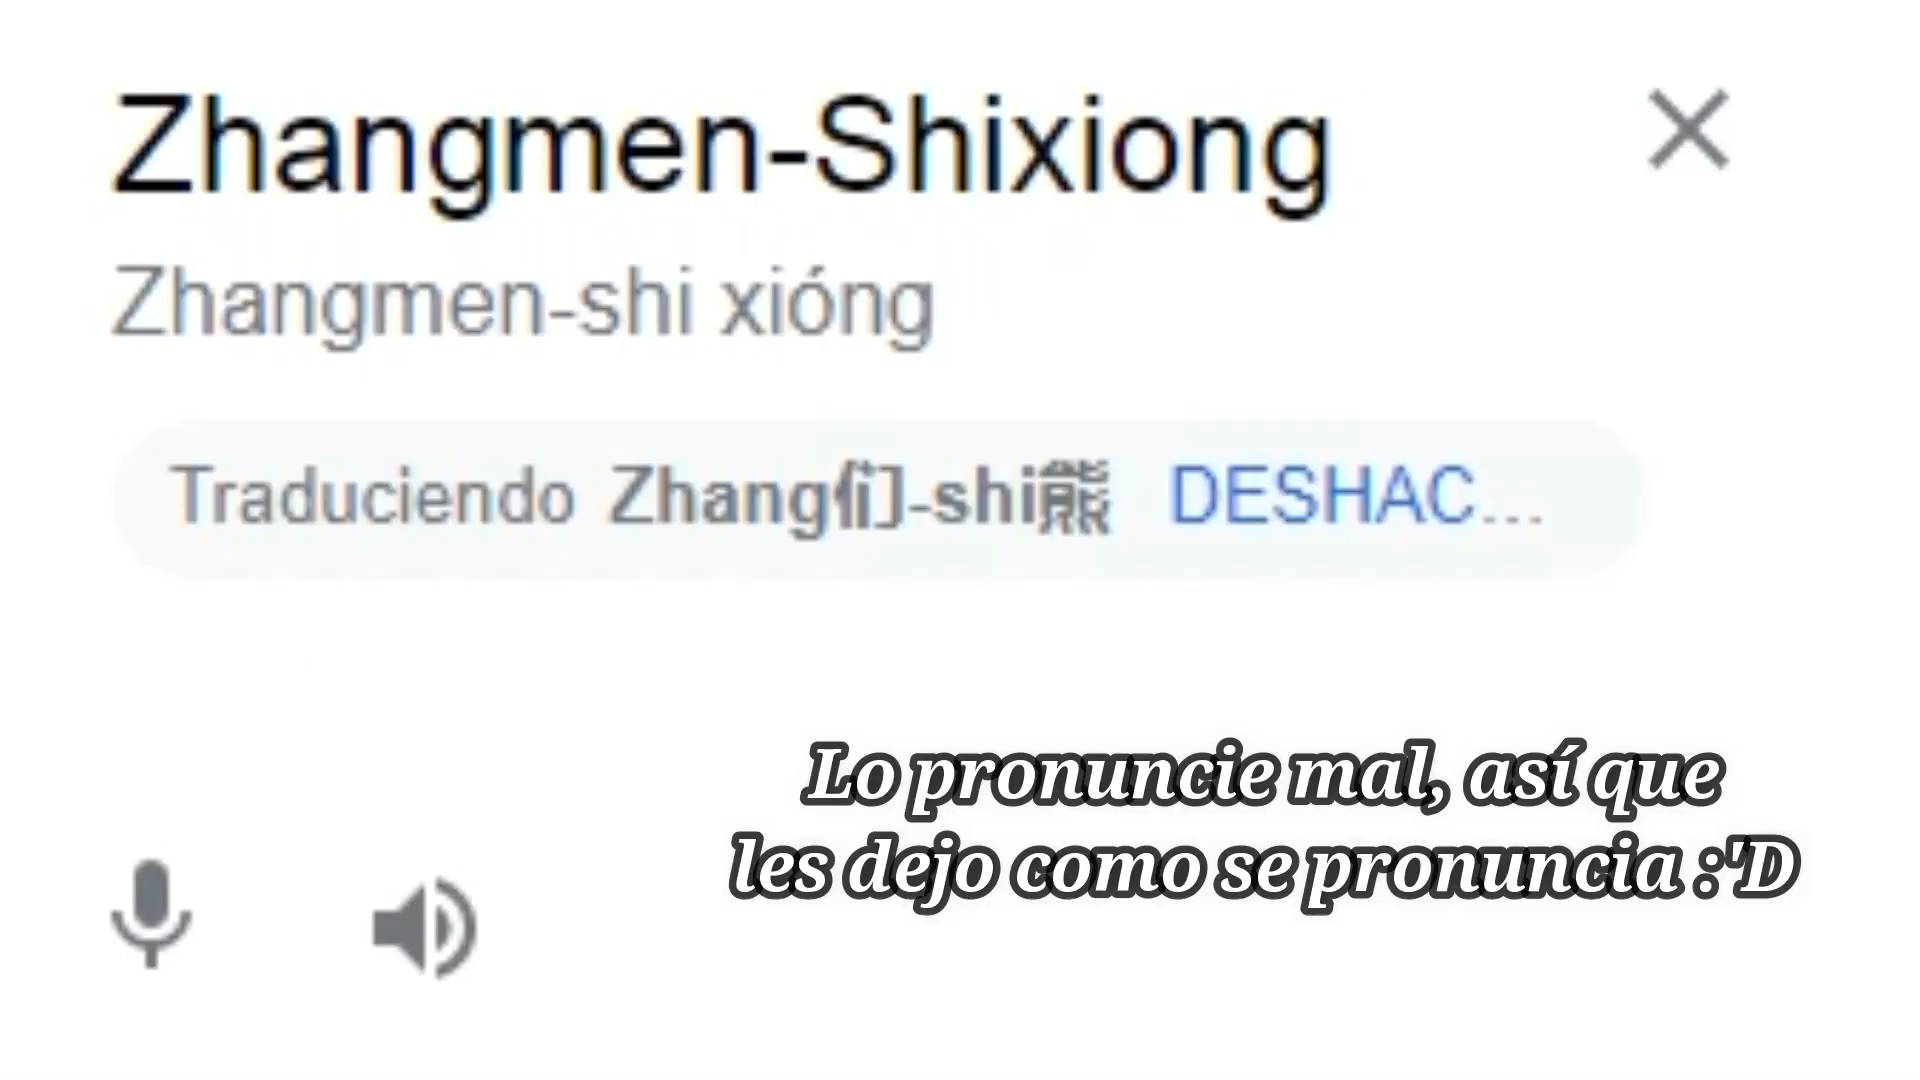 Zhangmen-Shixiong
Zhangmen-shi xióng
Traduciendo Zhang们-shi熊 DESHAC...
Lo pronuncie mal, así que
les dejo como se pronuncia :'D